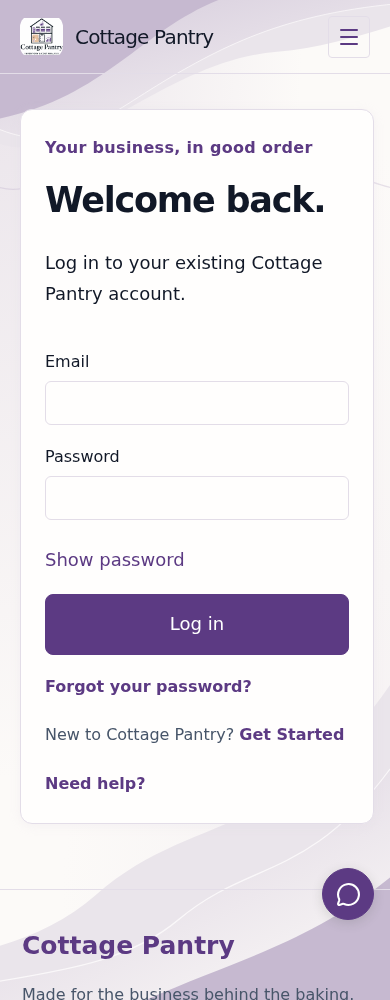 Cottage Pantry
Cottage Pantry
Your business, in good order
Welcome back.
Log in to your existing Cottage
Pantry account.
Email
Password
Show password
Log in
Forgot your password?
New to Cottage Pantry? Get Started
Need help?
Cottage Pantry
Made for the business behind the baking.